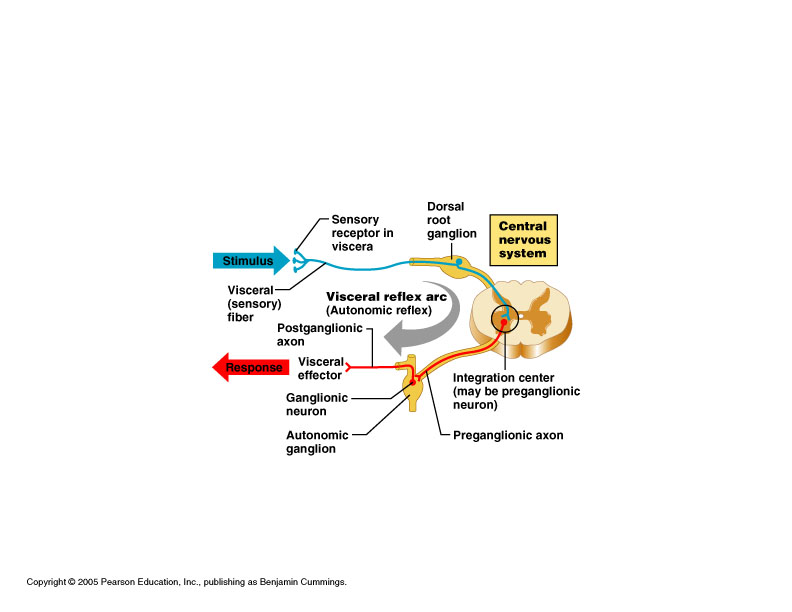 Sensory
receptor in
viscera
Dorsal
root
ganglion
Central
nervous
system
Stimulus
Visceral
(sensory)
fiber
Visceral reflex arc
(Autonomic reflex)
Postganglionic
axon
Response
Visceral
effector
Ganglionic
neuron
Autonomic
ganglion
Integration center
(may be preganglionic
neuron)
Preganglionic axon
Copyright © 2005 Pearson Education, Inc., publishing as Benjamin Cummings.